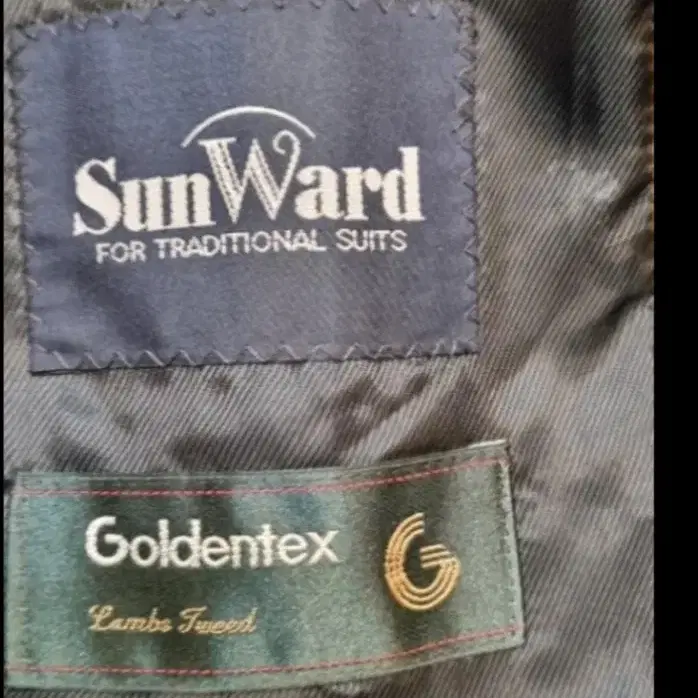 SunWard
FOR TRADITIONAL SUITS
Goldentex
G
Lambs Tweed